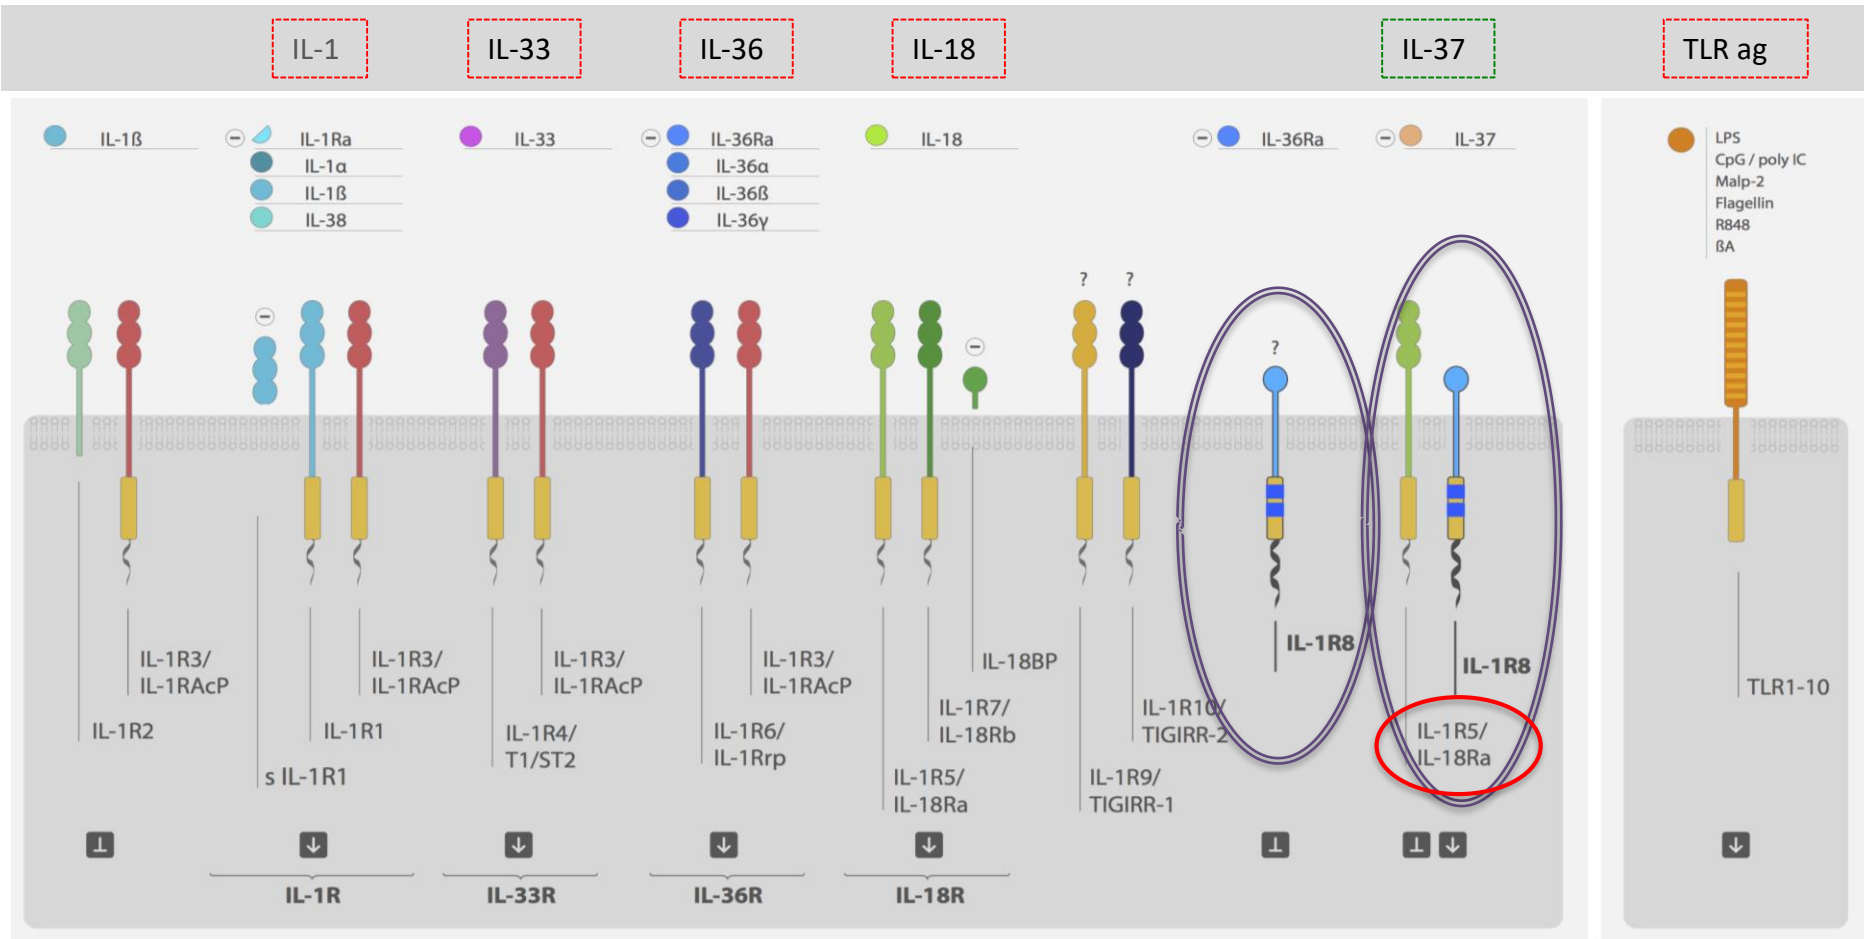 IL-1
IL-33
IL-36
IL-18
IL-37
TLR ag
IL-1ß
IL-1Ra
IL-1α
IL-1ß
IL-38
IL-33
IL-36Ra
IL-36α
IL-36ß
IL-36γ
IL-18
IL-36Ra
IL-37
LPS
CpG / poly IC
Malp-2
Flagellin
R848
ßA
?
?
?
IL-1R2
IL-1R3/
IL-1RAcP
s IL-1R1
IL-1R1
IL-1R3/
IL-1RAcP
IL-1R4/
T1/ST2
IL-1R3/
IL-1RAcP
IL-1R6/
IL-1Rrp
IL-1R3/
IL-1RAcP
IL-1R5/
IL-18Ra
IL-1R7/
IL-18Rb
IL-18BP
IL-1R9/
TIGIRR-1
IL-1R10/
TIGIRR-2
IL-1R8
IL-1R5/
IL-18Ra
IL-1R8
TLR1-10
IL-1R
IL-33R
IL-36R
IL-18R